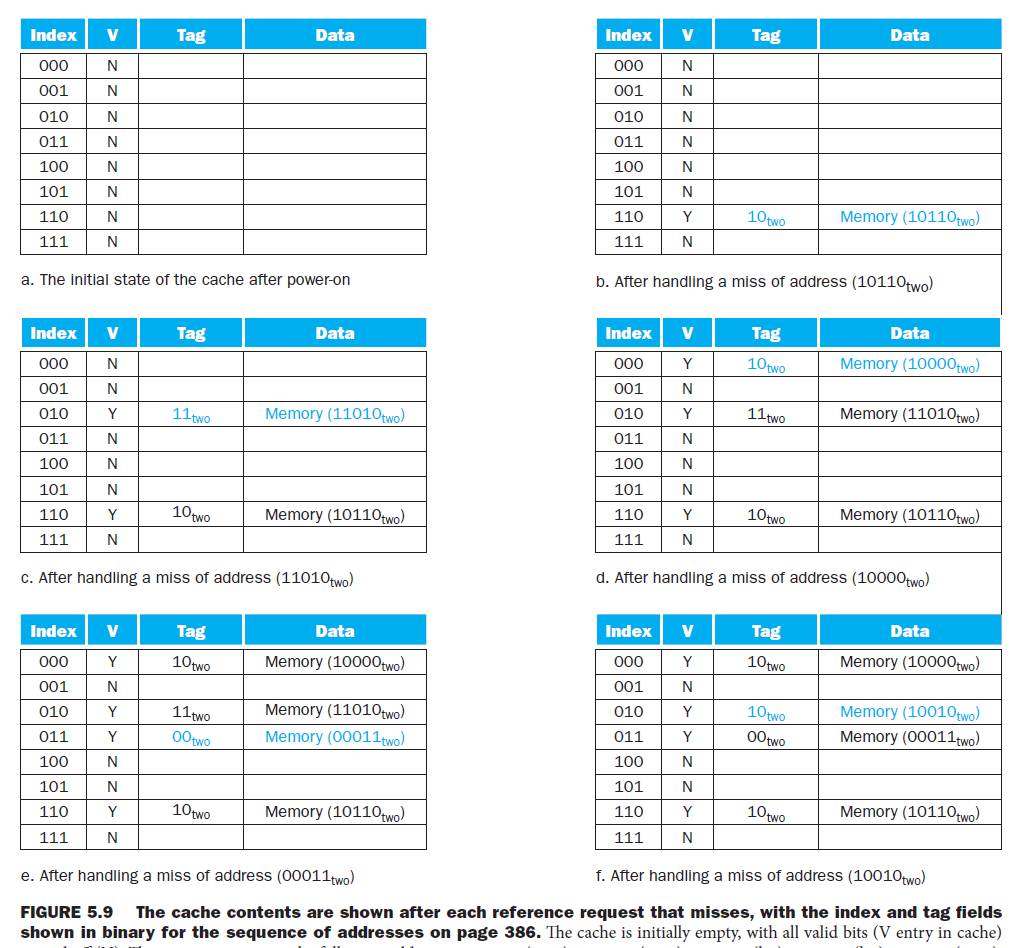 Index V Tag Data
000 N
001 N
010 N
011 N
100 N
101 N
110 N
111 N
a. The initial state of the cache after power-on
Index V Tag Data
000 N
001 N
010 N
011 N
100 N
101 N
110 Y 10two Memory (10110two)
111 N
b. After handling a miss of address (10110two)
Index V Tag Data
000 N
001 N
010 Y 11two Memory (11010two)
011 N
100 N
101 N
110 Y 10two Memory (10110two)
111 N
c. After handling a miss of address (11010two)
Index V Tag Data
000 Y 10two Memory (10000two)
001 N
010 Y 11two Memory (11010two)
011 N
100 N
101 N
110 Y 10two Memory (10110two)
111 N
d. After handling a miss of address (10000two)
Index V Tag Data
000 Y 10two Memory (10000two)
001 N
010 Y 11two Memory (11010two)
011 Y 00two Memory (00011two)
100 N
101 N
110 Y 10two Memory (10110two)
111 N
e. After handling a miss of address (00011two)
Index V Tag Data
000 Y 10two Memory (10000two)
001 N
010 Y 10two Memory (10010two)
011 Y 00two Memory (00011two)
100 N
101 N
110 Y 10two Memory (10110two)
111 N
f. After handling a miss of address (10010two)
FIGURE 5.9 The cache contents are shown after each reference request that misses, with the index and tag fields
shown in binary for the sequence of addresses on page 386. The cache is initially empty, with all valid bits (V entry in cache)